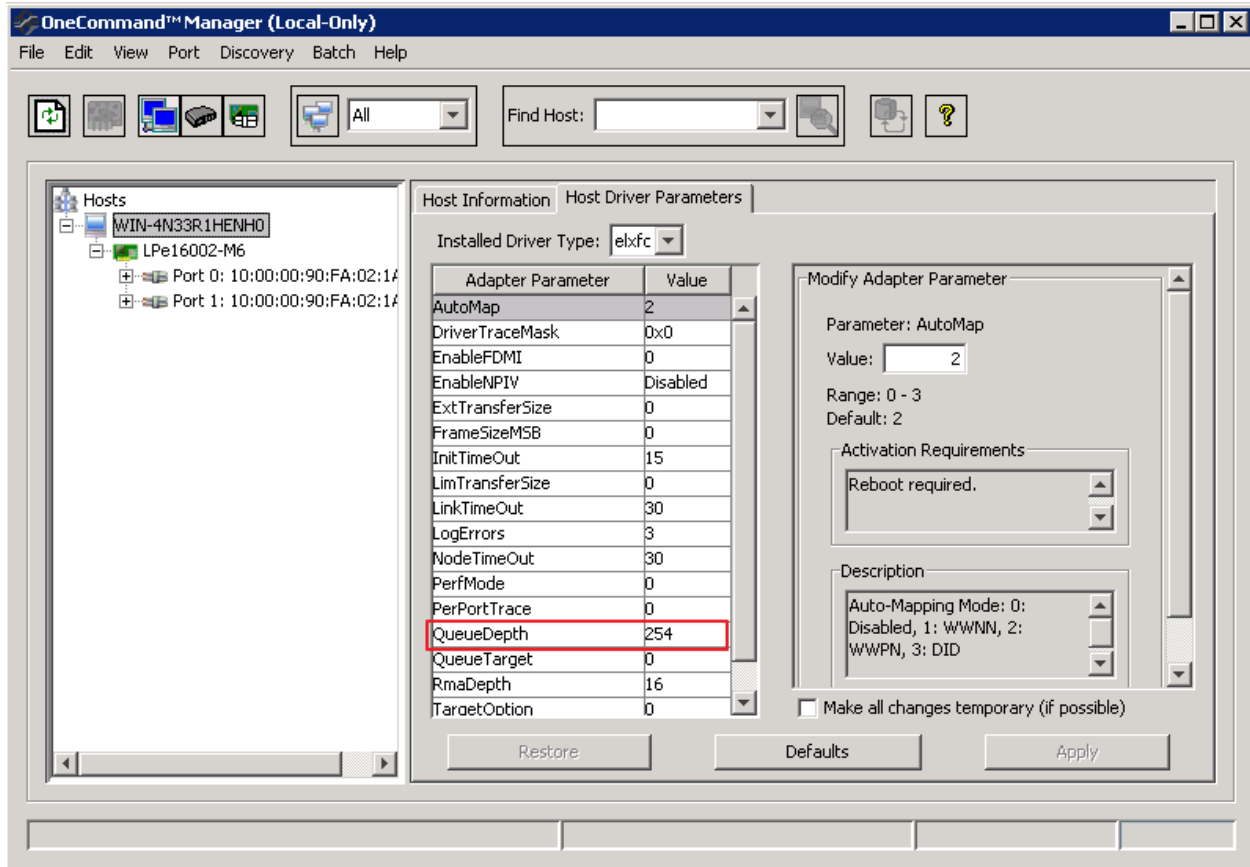 OneCommand™ Manager (Local-Only)
File Edit View Port Discovery Batch Help
All
Find Host:
Hosts
WIN-4N33R1HENH0
LPe16002-M6
Port 0: 10:00:00:90:FA:02:1A
Port 1: 10:00:00:90:FA:02:1A
Host Information Host Driver Parameters
Installed Driver Type: elxfc
Adapter Parameter Value
AutoMap 2
DriverTraceMask 0x0
EnableFDMI 0
EnableNPIV Disabled
ExtTransferSize 0
FrameSizeMSB 0
InitTimeOut 15
LimTransferSize 0
LinkTimeOut 30
LogErrors 3
NodeTimeOut 30
PerfMode 0
PerPortTrace 0
QueueDepth 254
QueueTarget 0
RmaDepth 16
TargetOption 0
Modify Adapter Parameter
Parameter: AutoMap
Value: 2
Range: 0 - 3
Default: 2
Activation Requirements
Reboot required.
Description
Auto-Mapping Mode: 0:
Disabled, 1: WWNN, 2:
WWPN, 3: DID
Make all changes temporary (if possible)
Restore Defaults Apply